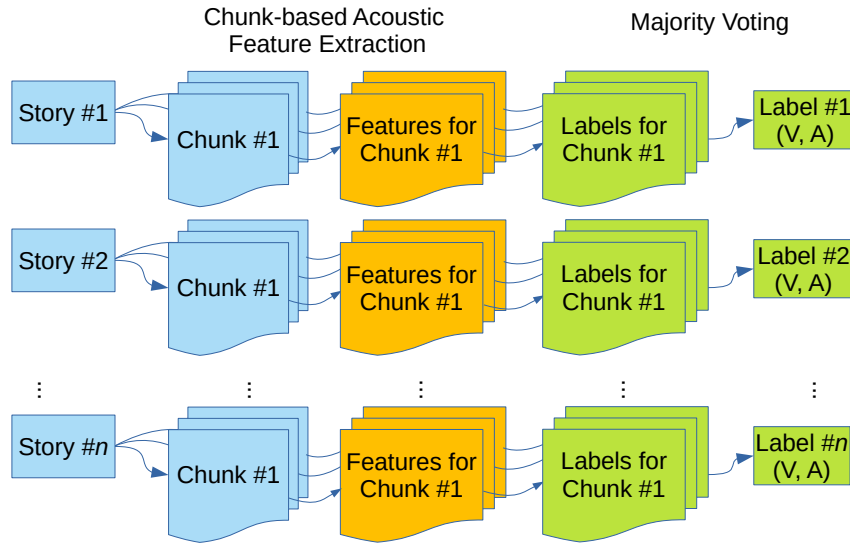 Chunk-based Acoustic
Feature Extraction
Majority Voting
Story #1
Chunk #1
Features for
Chunk #1
Labels for
Chunk #1
Label #1
(V, A)
Story #2
Chunk #1
Features for
Chunk #1
Labels for
Chunk #1
Label #2
(V, A)
⋮ ⋮ ⋮ ⋮ ⋮
Story #n
Chunk #1
Features for
Chunk #1
Labels for
Chunk #1
Label #n
(V, A)